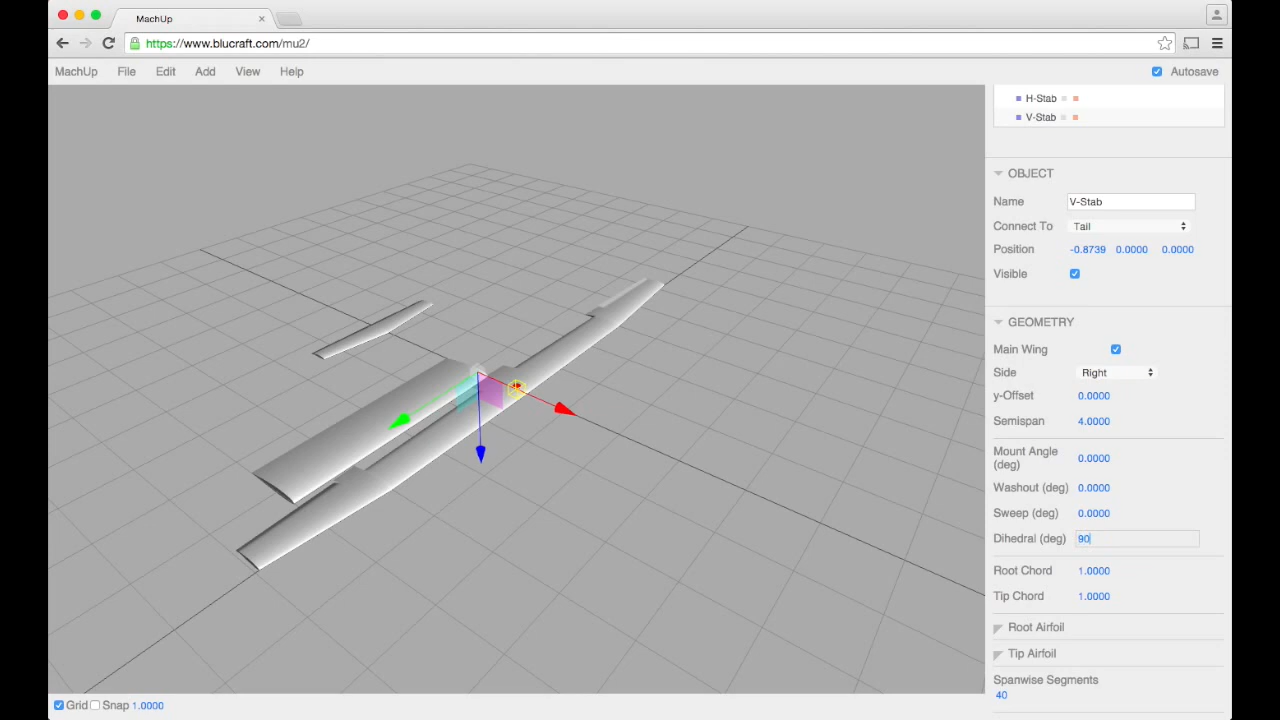 MachUp
https://www.blucraft.com/mu2/
MachUp File Edit Add View Help Autosave
H-Stab
V-Stab
OBJECT
Name V-Stab
Connect To Tail
Position -0.8739 0.0000 0.0000
Visible
GEOMETRY
Main Wing
Side Right
y-Offset 0.0000
Semispan 4.0000
Mount Angle (deg) 0.0000
Washout (deg) 0.0000
Sweep (deg) 0.0000
Dihedral (deg) 90
Root Chord 1.0000
Tip Chord 1.0000
Root Airfoil
Tip Airfoil
Spanwise Segments
40
Grid Snap 1.0000